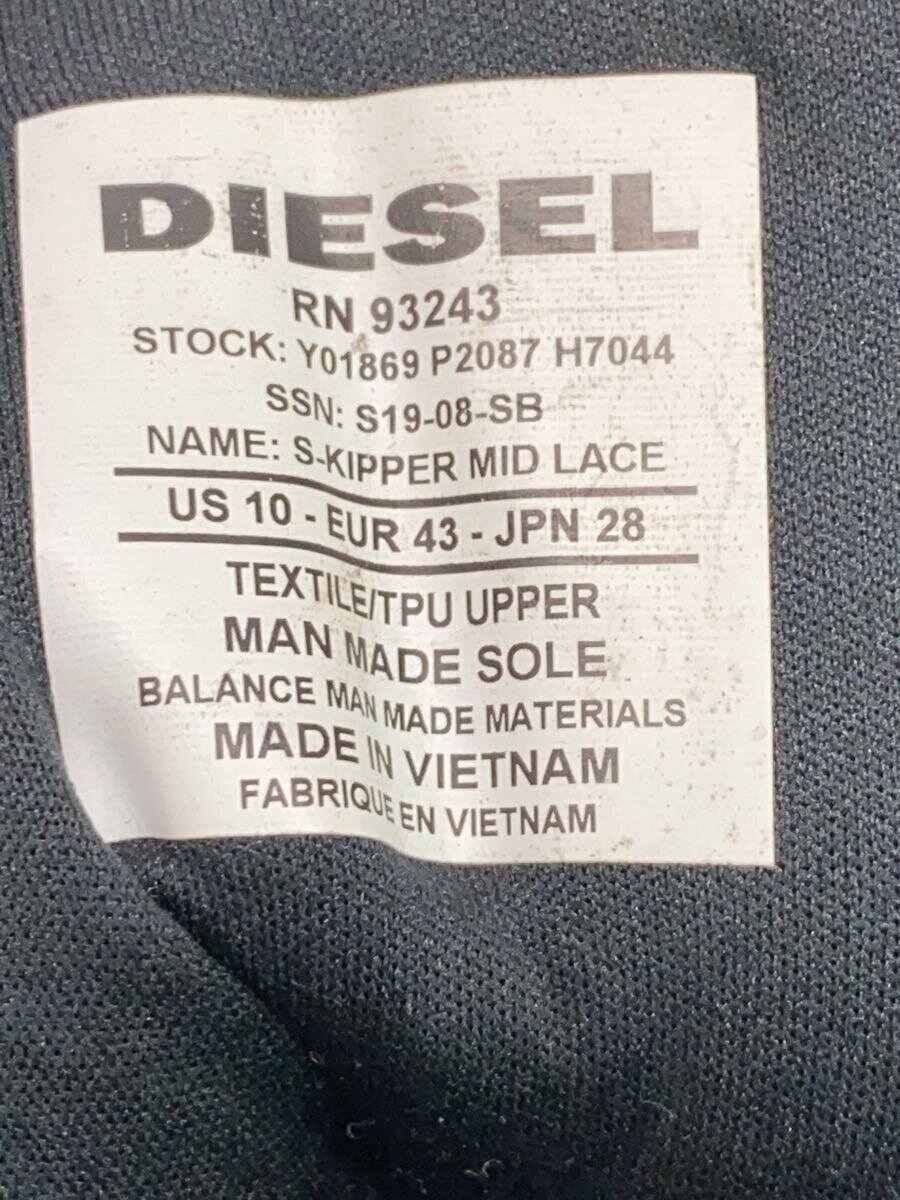 DIESEL
RN 93243
STOCK: Y01869 P2087 H7044
SSN: S19-08-SB
NAME: S-KIPPER MID LACE
US 10 - EUR 43 - JPN 28
TEXTILE/TPU UPPER
MAN MADE SOLE
BALANCE MAN MADE MATERIALS
MADE IN VIETNAM
FABRIQUE EN VIETNAM